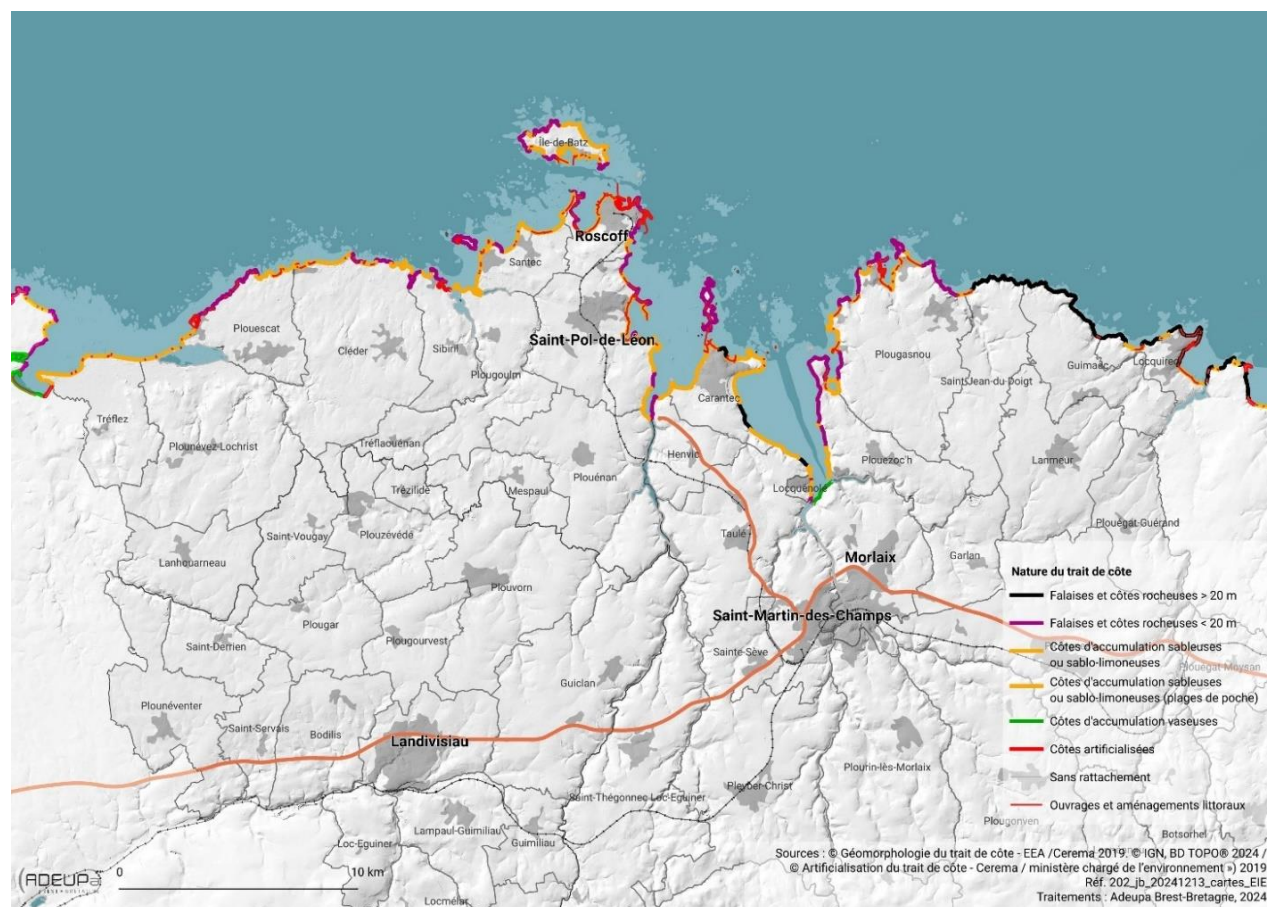 Île-de-Batz
Roscoff
Santec
Saint-Pol-de-Léon
Plouescat
Cléder
Sibiril
Plougoulm
Carantec
Plougasnou
Saint-Jean-du-Doigt
Guimaëc
Locquirec
Tréflez
Plounévez-Lochrist
Tréflaouénan
Trézilidé
Mespaul
Plouénan
Henvic
Locquénolé
Plouezoc'h
Lanmeur
Lanhouarneau
Saint-Vougay
Plouzévédé
Taulé
Morlaix
Garlan
Plouégat-Guérand
Plouvorn
Plougar
Plougourvest
Saint-Derrien
Saint-Martin-des-Champs
Sainte-Sève
Guiclan
Plouégat-Moysan
Plounéventer
Saint-Servais
Bodilis
Landivisiau
Plourin-lès-Morlaix
Saint-Thégonnec Loc-Eguiner
Pleyber-Christ
Lampaul-Guimiliau
Loc-Eguiner
Guimiliau
Plougonven
Botsorhel
Locmélar
Nature du trait de côte
Falaises et côtes rocheuses > 20 m
Falaises et côtes rocheuses < 20 m
Côtes d'accumulation sableuses
ou sablo-limoneuses
Côtes d'accumulation sableuses
ou sablo-limoneuses (plages de poche)
Côtes d'accumulation vaseuses
Côtes artificialisées
Sans rattachement
Ouvrages et aménagements littoraux
ADEUPa
0
10 km
Sources : © Géomorphologie du trait de côte - EEA /Cerema 2019. © IGN, BD TOPO® 2024 /
© Artificialisation du trait de côte - Cerema / ministère chargé de l'environnement ») 2019
Réf. 202_jb_20241213_cartes_EIE
Traitements : Adeupa Brest-Bretagne, 2024